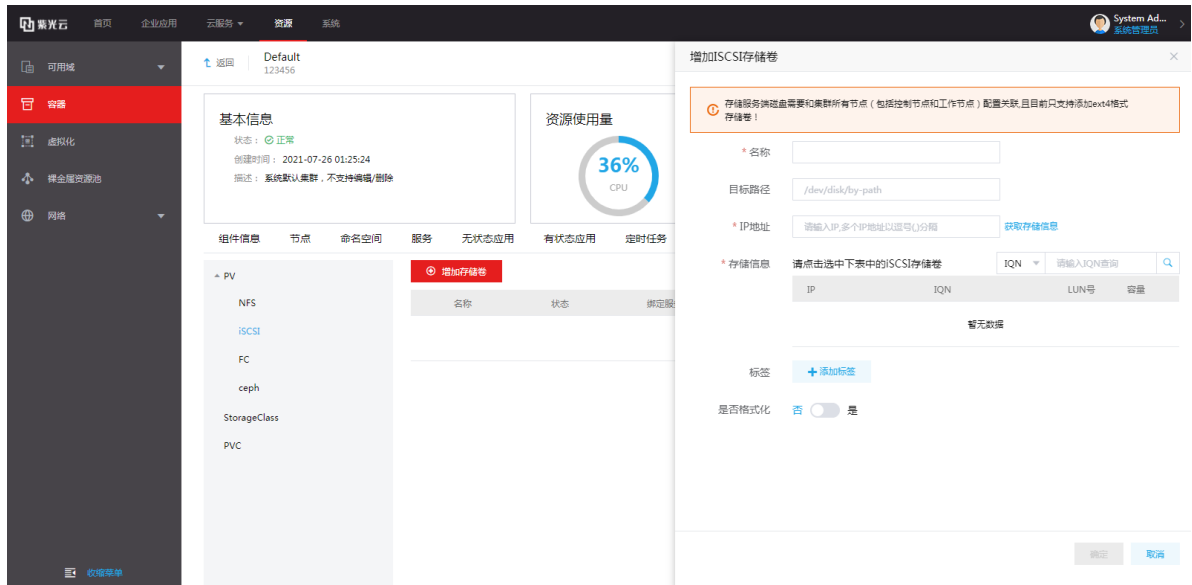 紫光云 首页 企业应用 云服务 资源 系统 System Ad...
系统管理员
可用域
容器
虚拟化
裸金属资源池
网络
收缩菜单
返回 Default
123456
基本信息
状态： 正常
创建时间： 2021-07-26 01:25:24
描述： 系统默认集群，不支持编辑/删除
资源使用量
36%
CPU
组件信息 节点 命名空间 服务 无状态应用 有状态应用 定时任务
PV
NFS
iSCSI
FC
ceph
StorageClass
PVC
增加存储卷
名称 状态 绑定服
增加ISCSI存储卷
存储服务端磁盘需要和集群所有节点（包括控制节点和工作节点）配置关联,且目前只支持添加ext4格式
存储卷！
* 名称
目标路径 /dev/disk/by-path
* IP地址 请输入IP,多个IP地址以逗号(,)分隔 获取存储信息
* 存储信息 请点击选中下表中的iSCSI存储卷 IQN 请输入IQN查询
IP IQN LUN号 容量
暂无数据
标签 添加标签
是否格式化 否 是
确定 取消